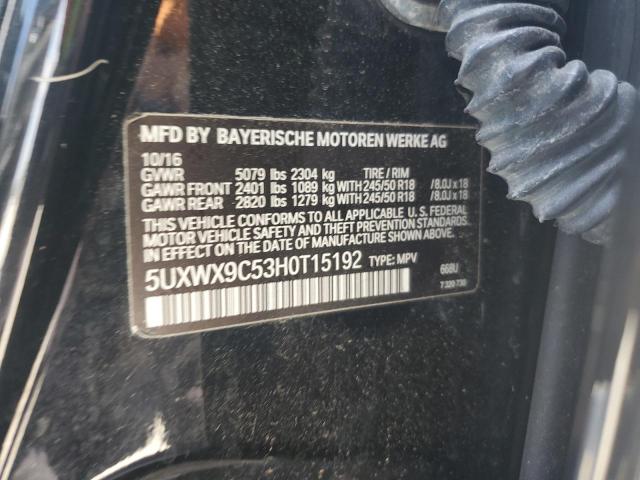 MFD BY BAYERISCHE MOTOREN WERKE AG
10/16
GVWR 5079 lbs 2304 kg TIRE / RIM
GAWR FRONT 2401 lbs 1089 kg WITH 245/50 R18 /8.0J x 18
GAWR REAR 2820 lbs 1279 kg WITH 245/50 R18 /8.0J x 18
THIS VEHICLE CONFORMS TO ALL APPLICABLE U. S. FEDERAL
MOTOR VEHICLE SAFETY AND THEFT PREVENTION STANDARDS
IN EFFECT ON THE DATE OF MANUFACTURE SHOWN ABOVE.
5UXWX9C53H0T15192 TYPE: MPV 668U
7 320 730